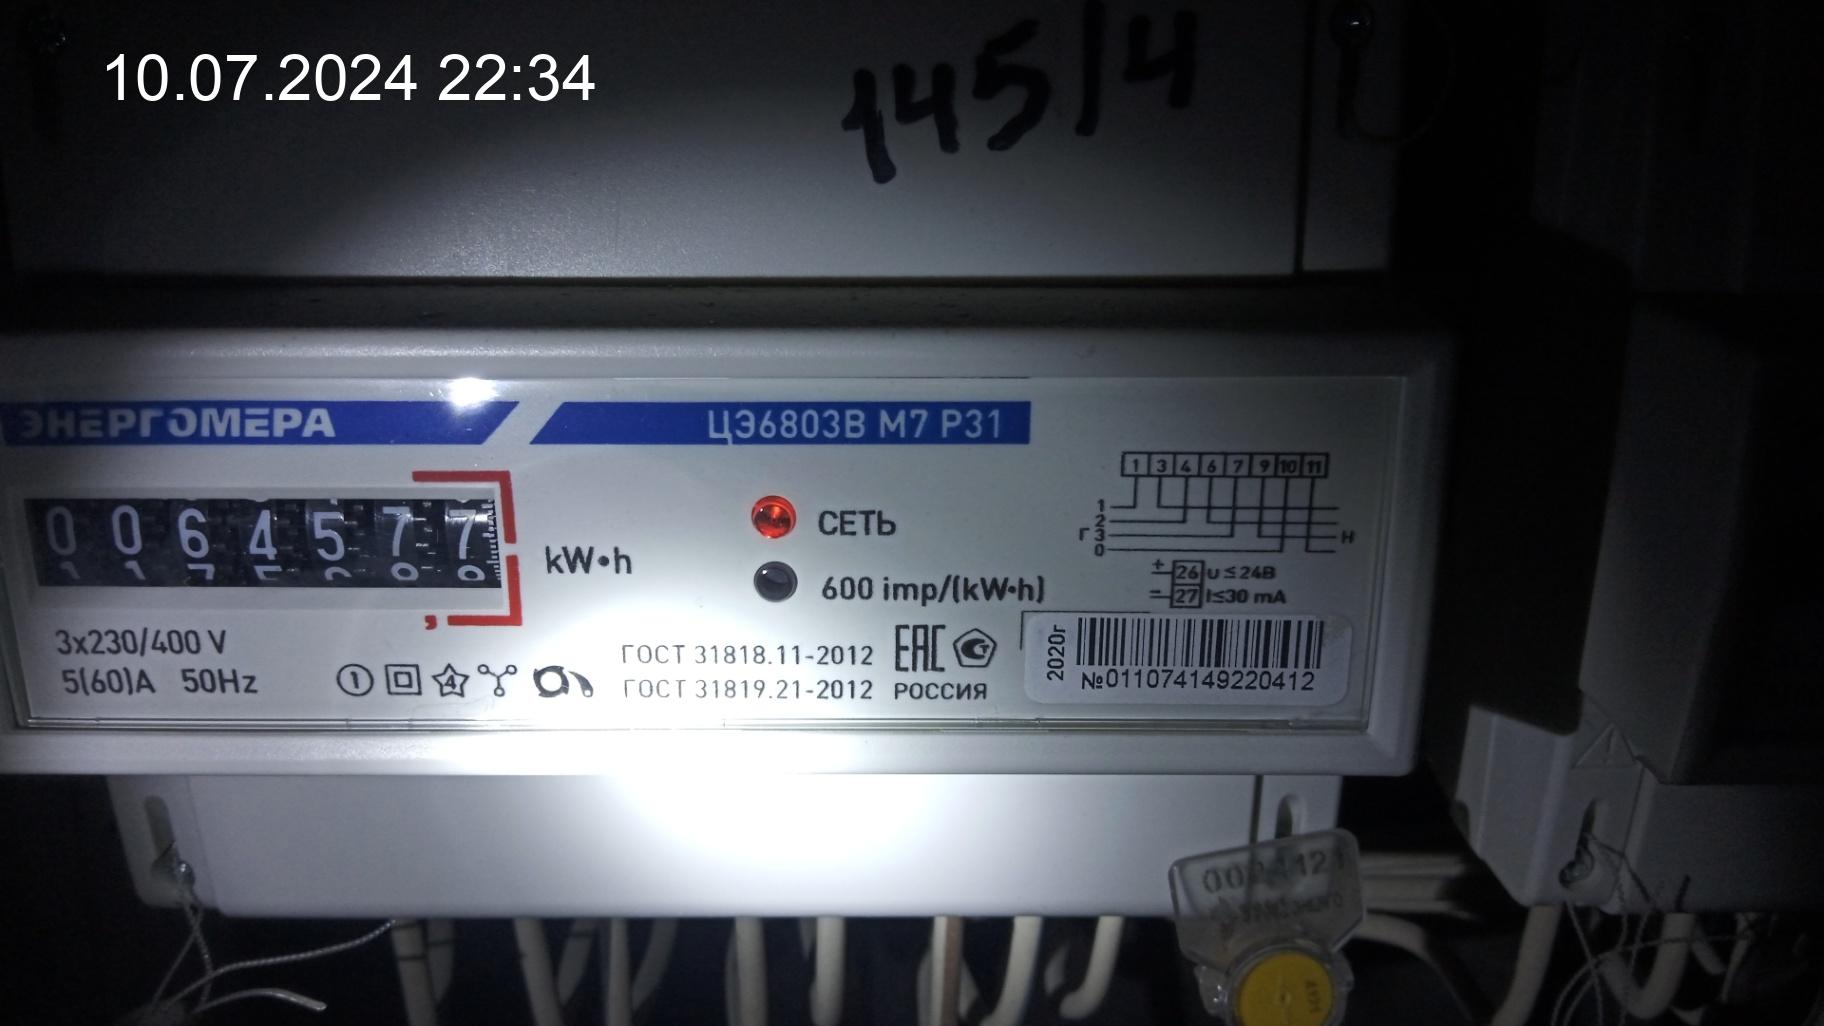 10.07.2024 22:34
145/4
ЭНЕРГОМЕРА
ЦЭ6803В М7 Р31
0 0 6 4 5 7 7
kW•h
СЕТЬ
600 imp/(kW•h)
3x230/400 V
5(60)A 50Hz
ГОСТ 31818.11-2012
ГОСТ 31819.21-2012
ЕАС
РОССИЯ
1 3 4 6 7 9 10 11
1
2
Г 3
0
Н
26 U≤24В
27 I≤30 mA
2020г
№011074149220412